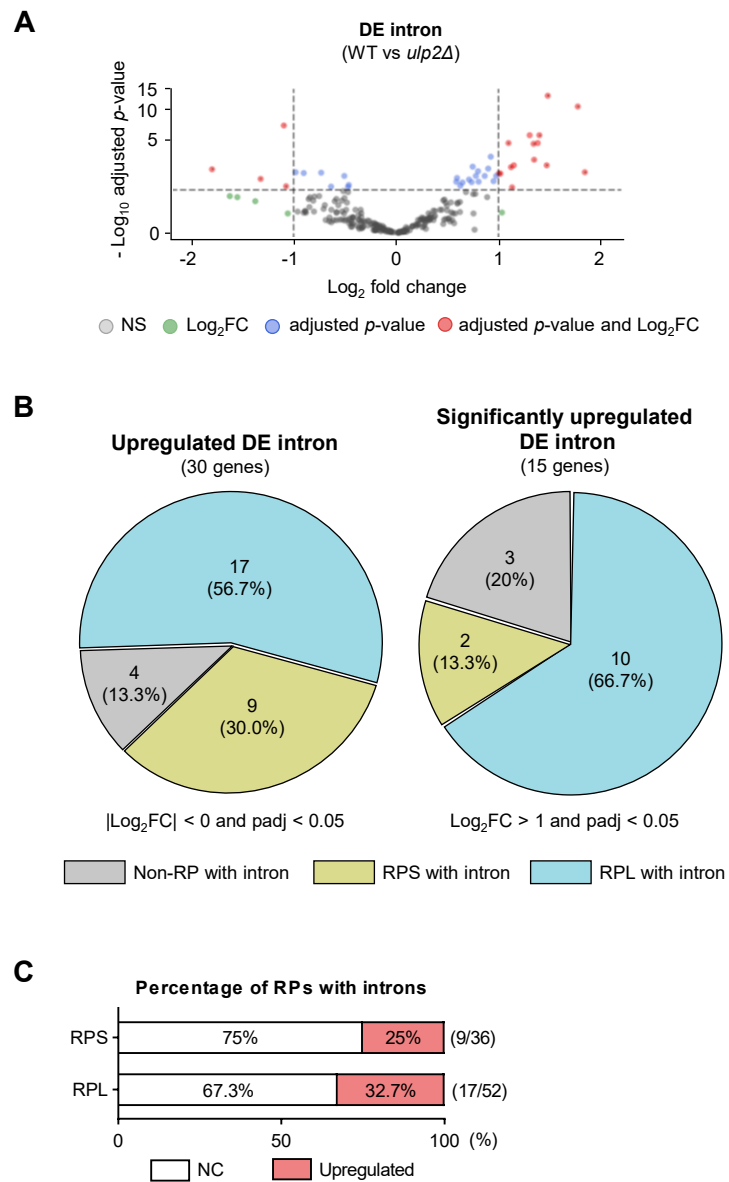 A
DE intron
(WT vs ulp2Δ)
- Log10 adjusted p-value
15
10
5
0
-2 -1 0 1 2
Log2 fold change
NS Log2FC adjusted p-value adjusted p-value and Log2FC
B
Upregulated DE intron
(30 genes)
Significantly upregulated
DE intron
(15 genes)
17
(56.7%)
4
(13.3%)
9
(30.0%)
3
(20%)
2
(13.3%)
10
(66.7%)
|Log2FC| < 0 and padj < 0.05
Log2FC > 1 and padj < 0.05
Non-RP with intron RPS with intron RPL with intron
C
Percentage of RPs with introns
RPS 75% 25% (9/36)
RPL 67.3% 32.7% (17/52)
0 50 100 (%)
NC Upregulated